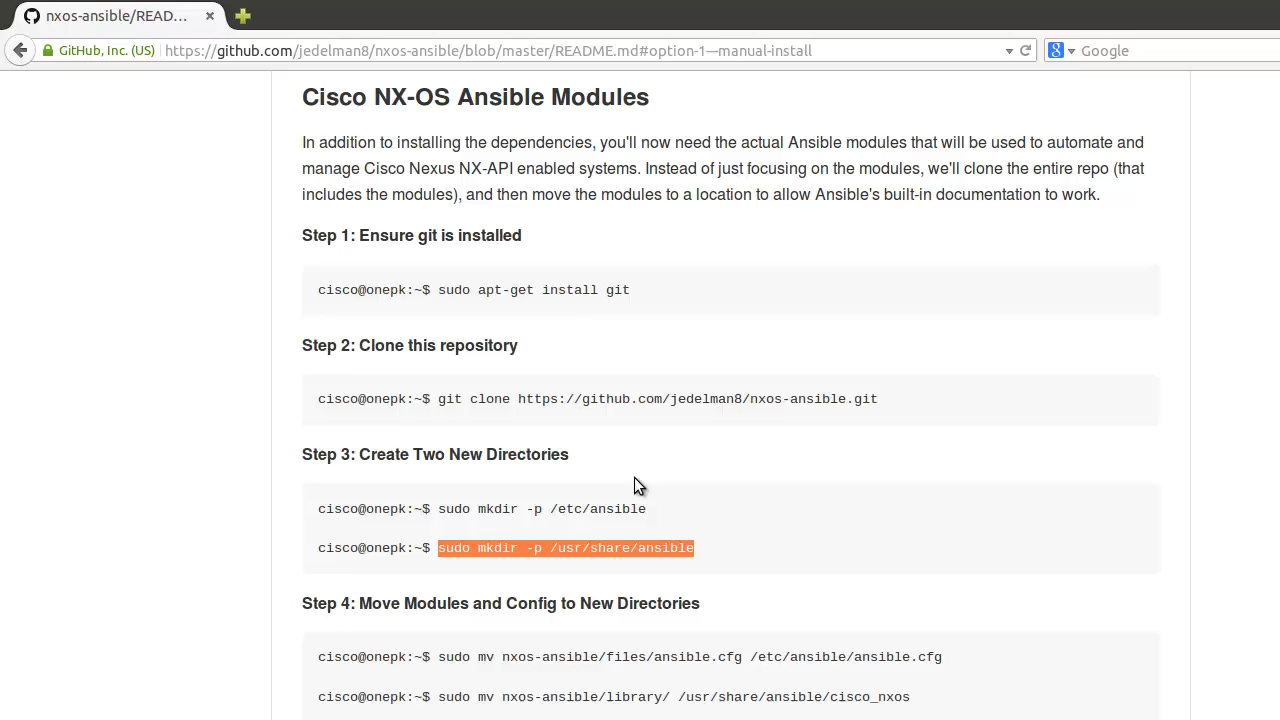 nxos-ansible/READ...
GitHub, Inc. (US) https://github.com/jedelman8/nxos-ansible/blob/master/README.md#option-1—manual-install Google
Cisco NX-OS Ansible Modules
In addition to installing the dependencies, you'll now need the actual Ansible modules that will be used to automate and
manage Cisco Nexus NX-API enabled systems. Instead of just focusing on the modules, we'll clone the entire repo (that
includes the modules), and then move the modules to a location to allow Ansible's built-in documentation to work.
Step 1: Ensure git is installed
cisco@onepk:~$ sudo apt-get install git
Step 2: Clone this repository
cisco@onepk:~$ git clone https://github.com/jedelman8/nxos-ansible.git
Step 3: Create Two New Directories
cisco@onepk:~$ sudo mkdir -p /etc/ansible
cisco@onepk:~$ sudo mkdir -p /usr/share/ansible
Step 4: Move Modules and Config to New Directories
cisco@onepk:~$ sudo mv nxos-ansible/files/ansible.cfg /etc/ansible/ansible.cfg
cisco@onepk:~$ sudo mv nxos-ansible/library/ /usr/share/ansible/cisco_nxos